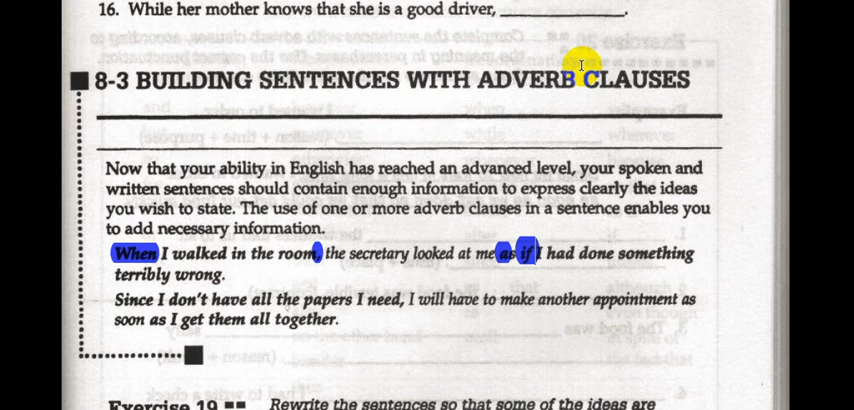 16. While her mother knows that she is a good driver, ____________.
8-3 BUILDING SENTENCES WITH ADVERB CLAUSES
Now that your ability in English has reached an advanced level, your spoken and
written sentences should contain enough information to express clearly the ideas
you wish to state. The use of one or more adverb clauses in a sentence enables you
to add necessary information.
When I walked in the room, the secretary looked at me as if I had done something
terribly wrong.
Since I don't have all the papers I need, I will have to make another appointment as
soon as I get them all together.
Exercise 19 Rewrite the sentences so that some of the ideas are